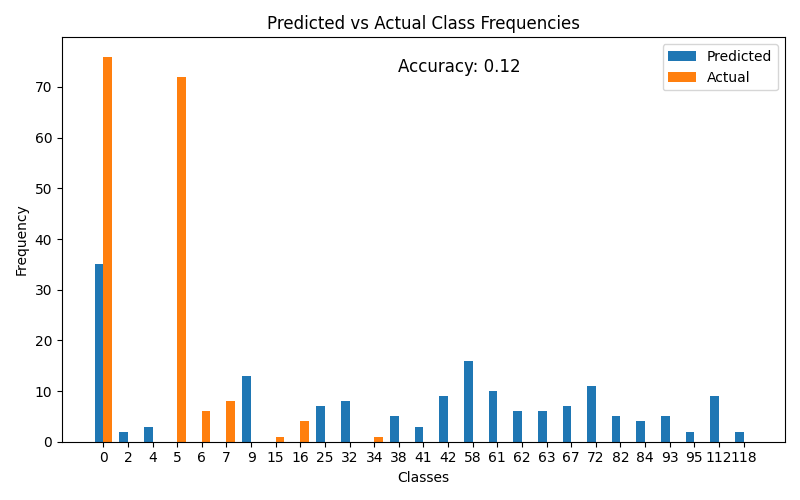 Predicted vs Actual Class Frequencies
Accuracy: 0.12
Predicted
Actual
Frequency
70
60
50
40
30
20
10
0
0 2 4 5 6 7 9 15 16 25 32 34 38 41 42 58 61 62 63 67 72 82 84 93 95 112 118
Classes